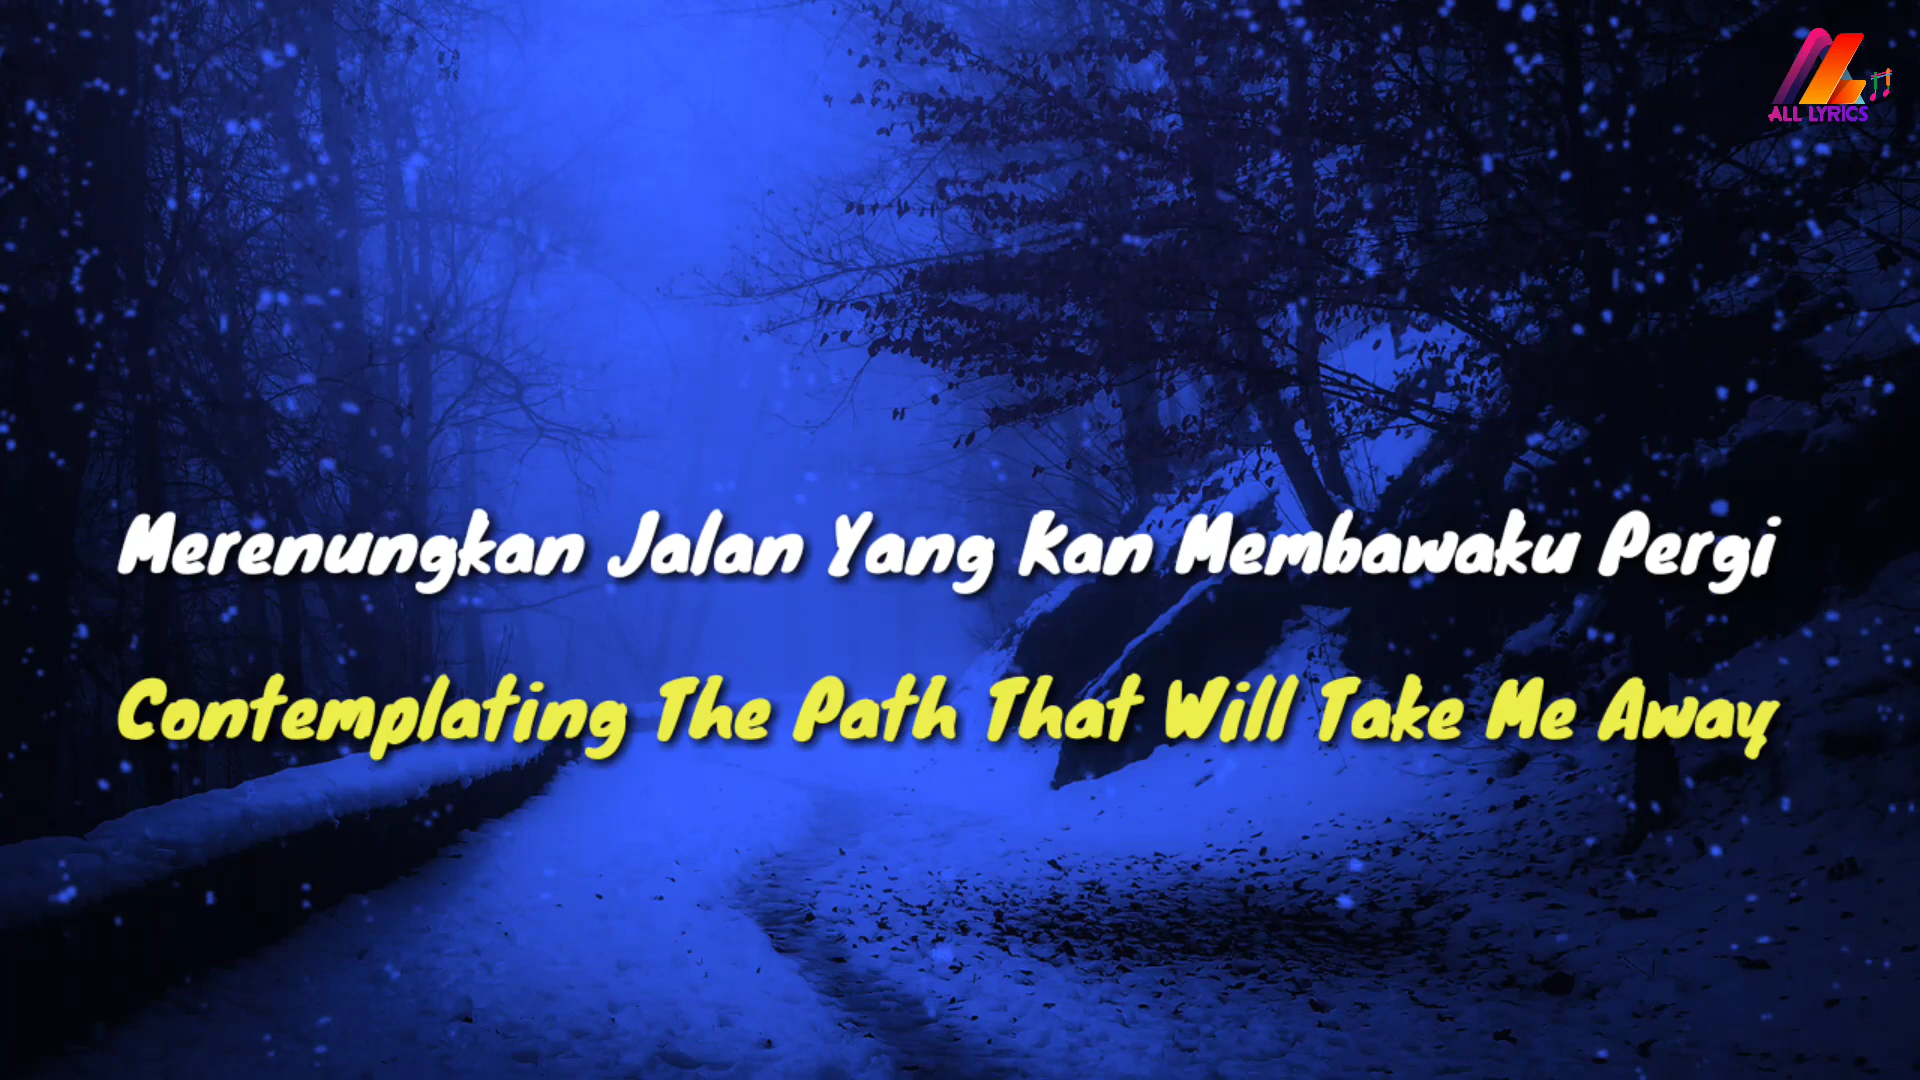 ALL LYRICS
Merenungkan Jalan Yang Kan Membawaku Pergi
Contemplating The Path That Will Take Me Away